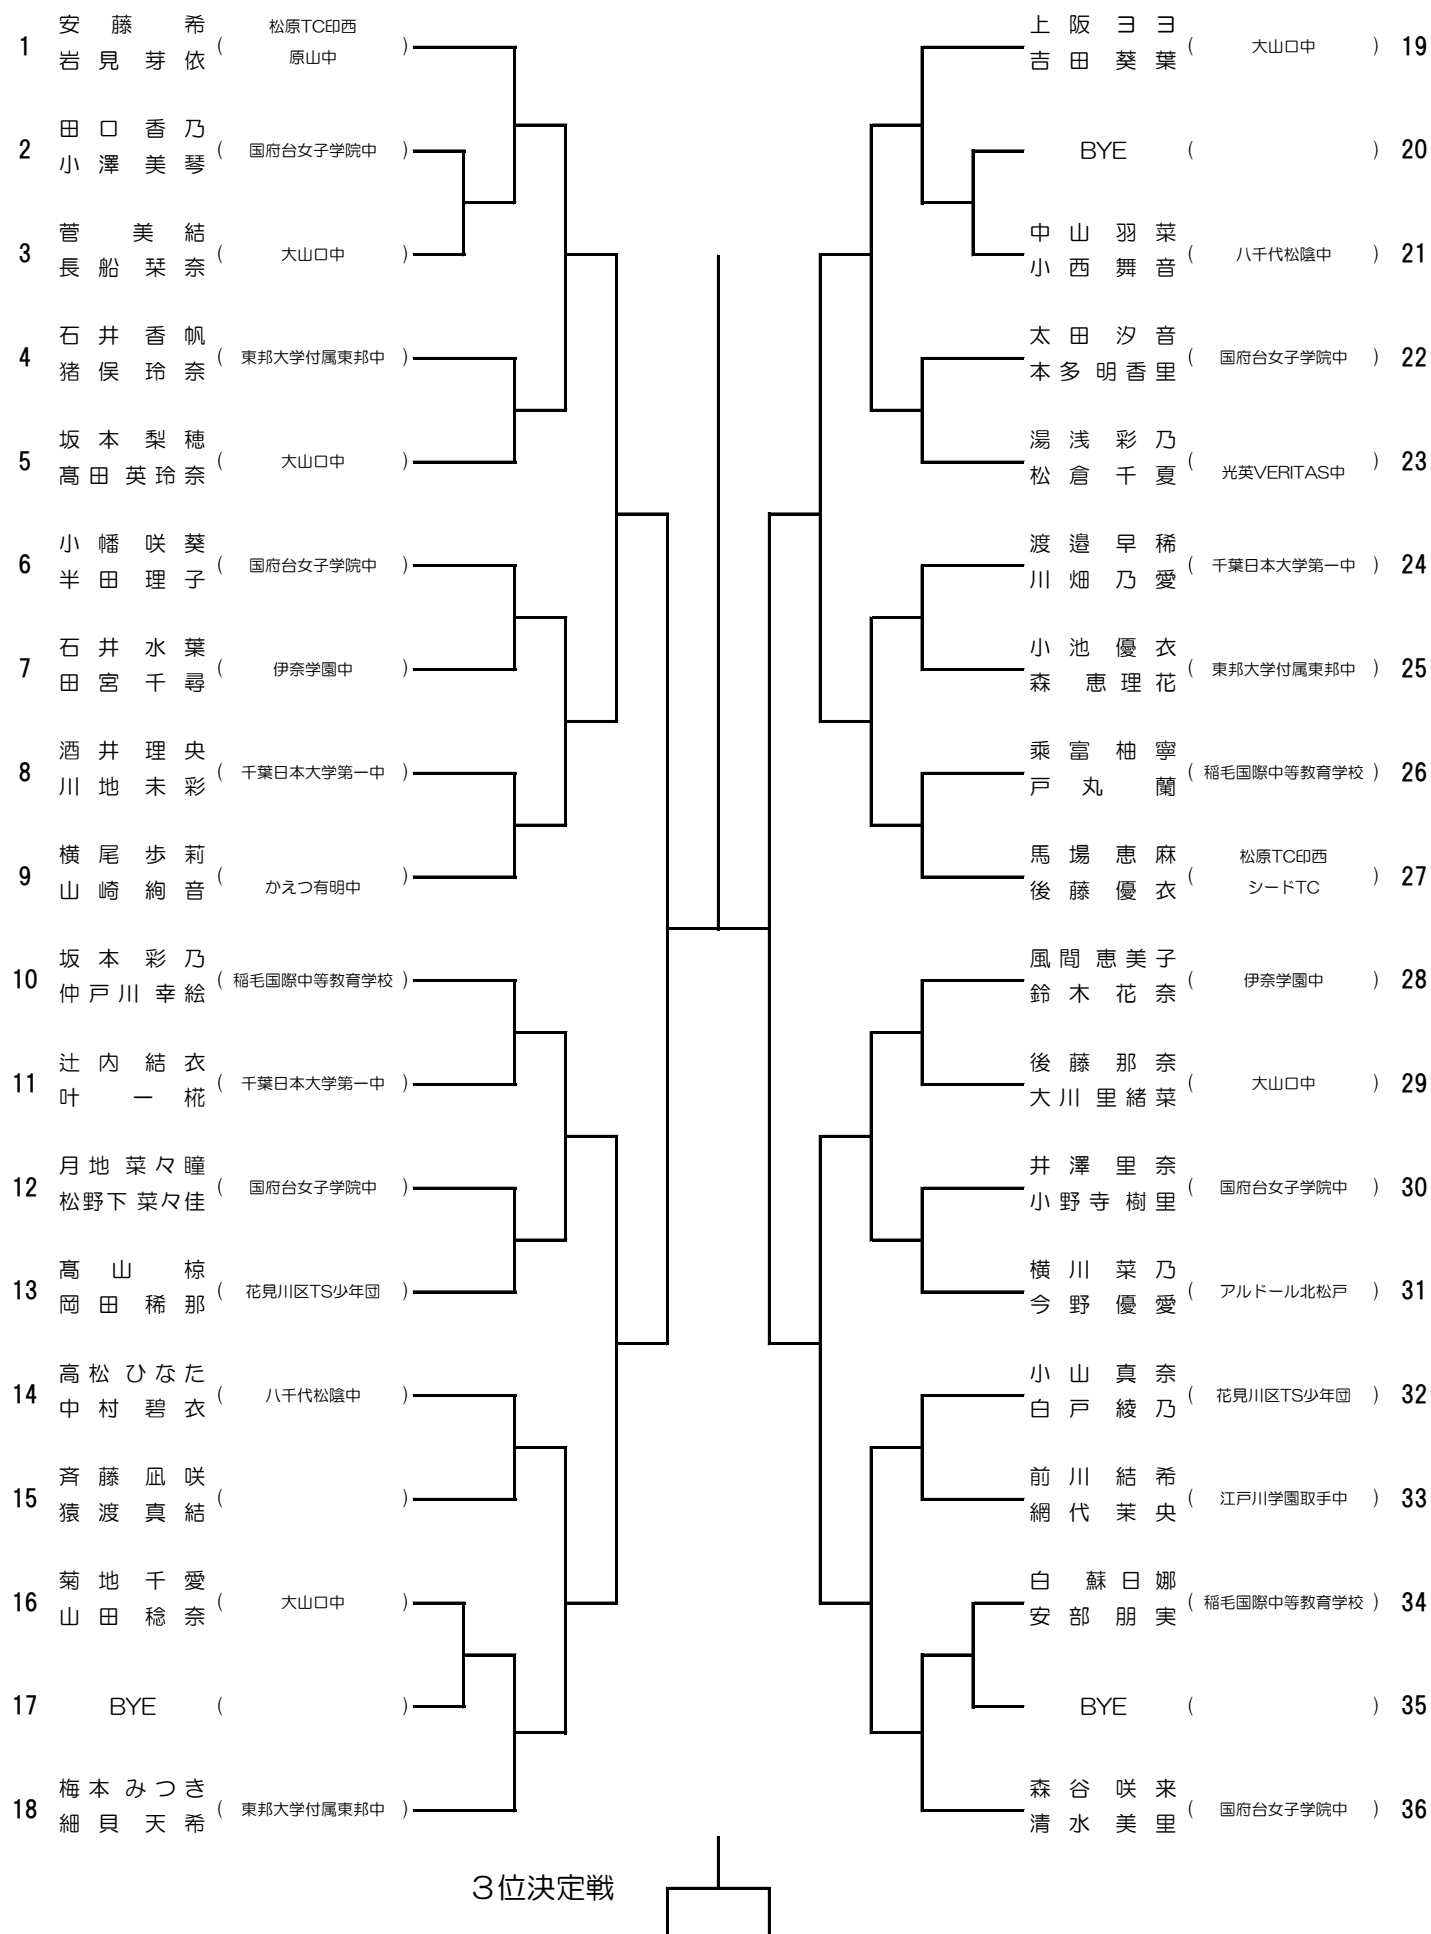 1 安藤 希 岩見 芽依 ( 松原TC印西 原山中 )
2 田口 香乃 小澤 美琴 ( 国府台女子学院中 )
3 菅 美結 長船 栞奈 ( 大山口中 )
4 石井 香帆 猪俣 玲奈 ( 東邦大学付属東邦中 )
5 坂本 梨穂 髙田 英玲奈 ( 大山口中 )
6 小幡 咲葵 半田 理子 ( 国府台女子学院中 )
7 石井 水葉 田宮 千尋 ( 伊奈学園中 )
8 酒井 理央 川地 未彩 ( 千葉日本大学第一中 )
9 横尾 歩莉 山崎 絢音 ( かえつ有明中 )
10 坂本 彩乃 仲戸川 幸絵 ( 稲毛国際中等教育学校 )
11 辻内 結衣 叶 一椛 ( 千葉日本大学第一中 )
12 月地 菜々瞳 松野下 菜々佳 ( 国府台女子学院中 )
13 髙山 椋 岡田 稀那 ( 花見川区TS少年団 )
14 高松 ひなた 中村 碧衣 ( 八千代松陰中 )
15 斉藤 凪咲 猿渡 真結 ( )
16 菊地 千愛 山田 稔奈 ( 大山口中 )
17 BYE ( )
18 梅本 みつき 細貝 天希 ( 東邦大学付属東邦中 )
上阪 ヨヨ 吉田 葵葉 ( 大山口中 ) 19
BYE ( ) 20
中山 羽菜 小西 舞音 ( 八千代松陰中 ) 21
太田 汐音 本多 明香里 ( 国府台女子学院中 ) 22
湯浅 彩乃 松倉 千夏 ( 光英VERITAS中 ) 23
渡邉 早稀 川畑 乃愛 ( 千葉日本大学第一中 ) 24
小池 優衣 森 恵理花 ( 東邦大学付属東邦中 ) 25
乘富 柚寧 戸丸 蘭 ( 稲毛国際中等教育学校 ) 26
馬場 恵麻 後藤 優衣 ( 松原TC印西 シードTC ) 27
風間 恵美子 鈴木 花奈 ( 伊奈学園中 ) 28
後藤 那奈 大川 里緒菜 ( 大山口中 ) 29
井澤 里奈 小野寺 樹里 ( 国府台女子学院中 ) 30
横川 菜乃 今野 優愛 ( アルドール北松戸 ) 31
小山 真奈 白戸 綾乃 ( 花見川区TS少年団 ) 32
前川 結希 網代 茉央 ( 江戸川学園取手中 ) 33
白 蘇日娜 安部 朋実 ( 稲毛国際中等教育学校 ) 34
BYE ( ) 35
森谷 咲来 清水 美里 ( 国府台女子学院中 ) 36
3位決定戦